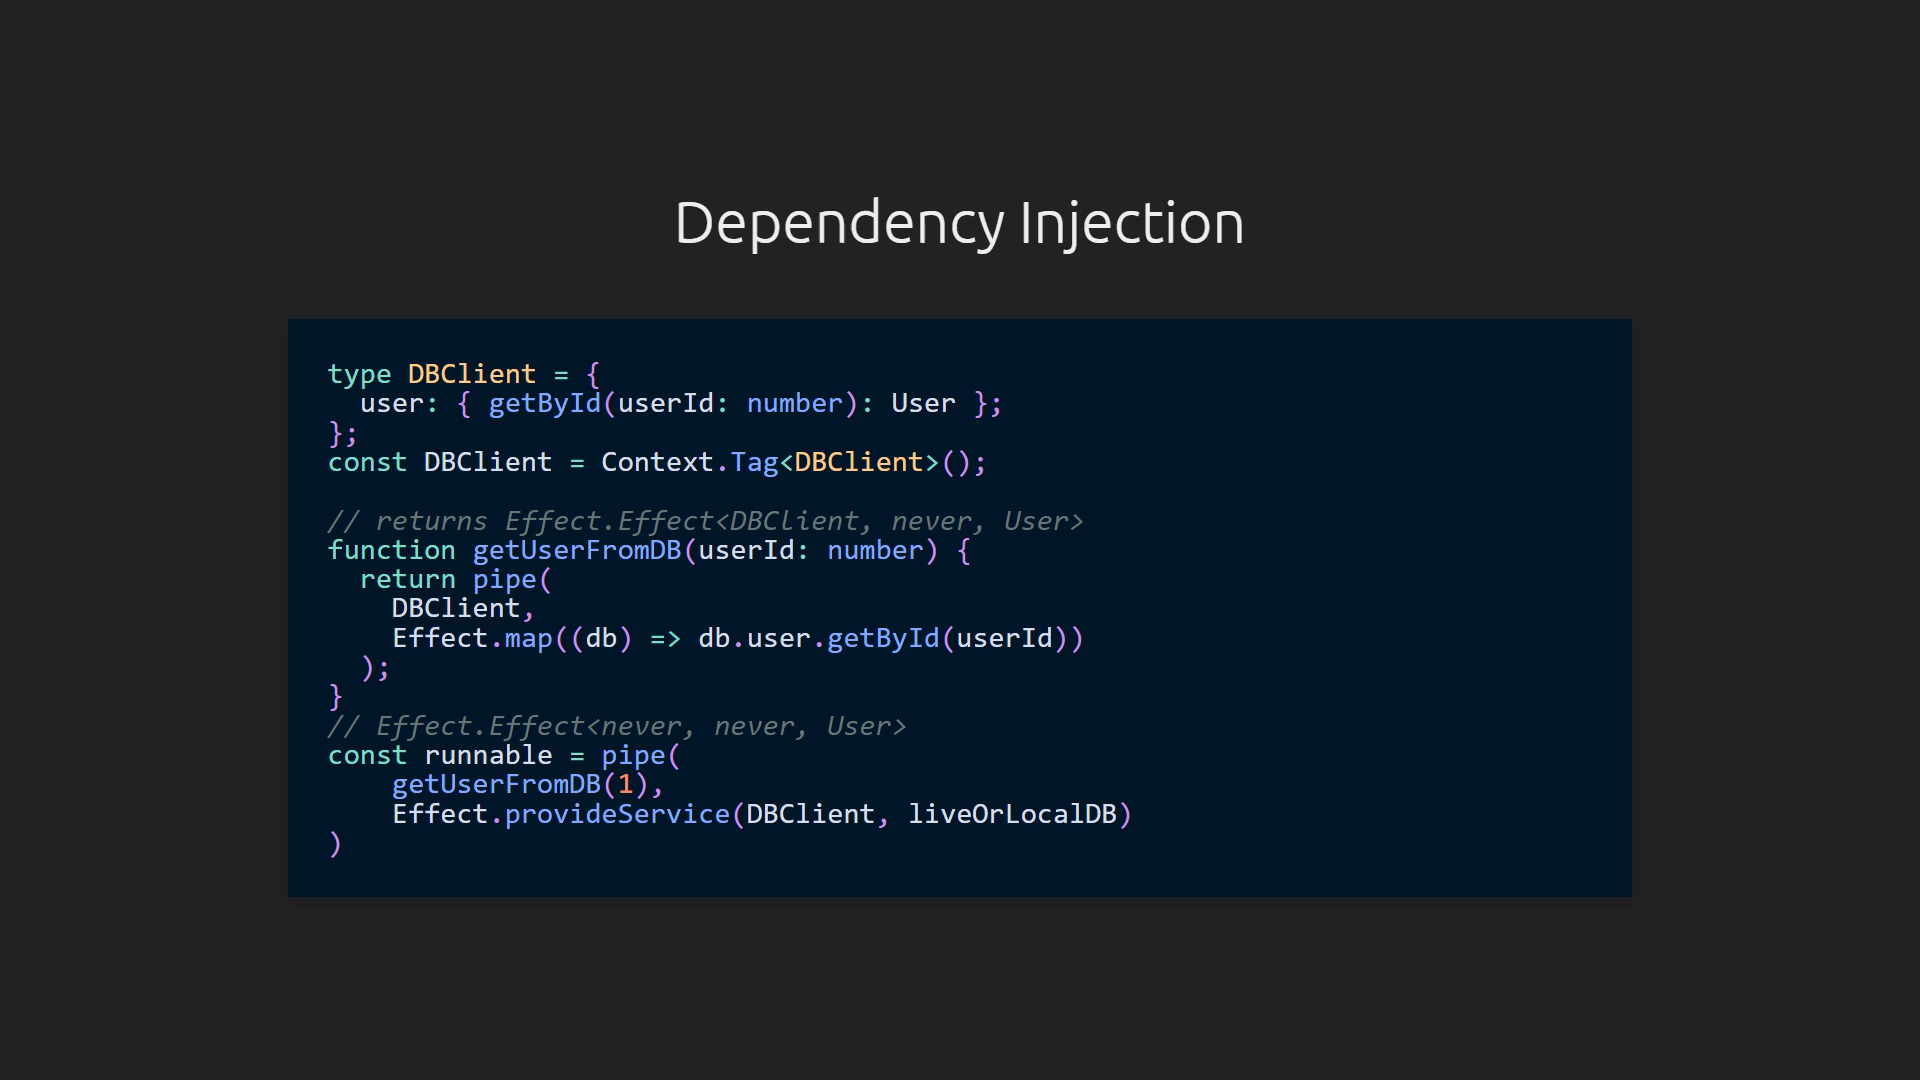 Dependency Injection
type DBClient = {
  user: { getById(userId: number): User };
};
const DBClient = Context.Tag<DBClient>();

// returns Effect.Effect<DBClient, never, User>
function getUserFromDB(userId: number) {
  return pipe(
    DBClient,
    Effect.map((db) => db.user.getById(userId))
  );
}
// Effect.Effect<never, never, User>
const runnable = pipe(
    getUserFromDB(1),
    Effect.provideService(DBClient, liveOrLocalDB)
)